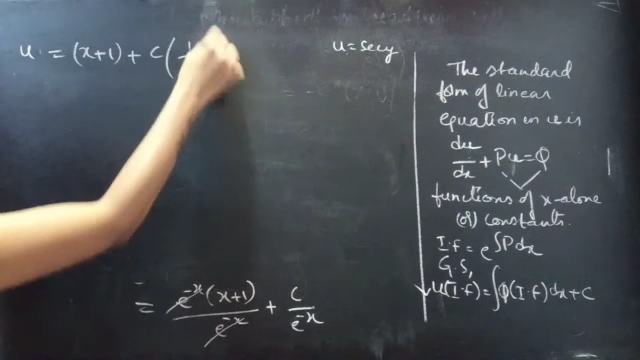 u = (x+1) + c(
u = secy
= e^{-x}(x+1)/e^{-x} + c/e^{-x}
The standard
form of linear
equation in u is
du/dx + Pu = Q
functions of x-alone
(or) constants.
I.f = e^{∫Pdx}
G.S,
u(I.f) = ∫Q(I.f)dx + c